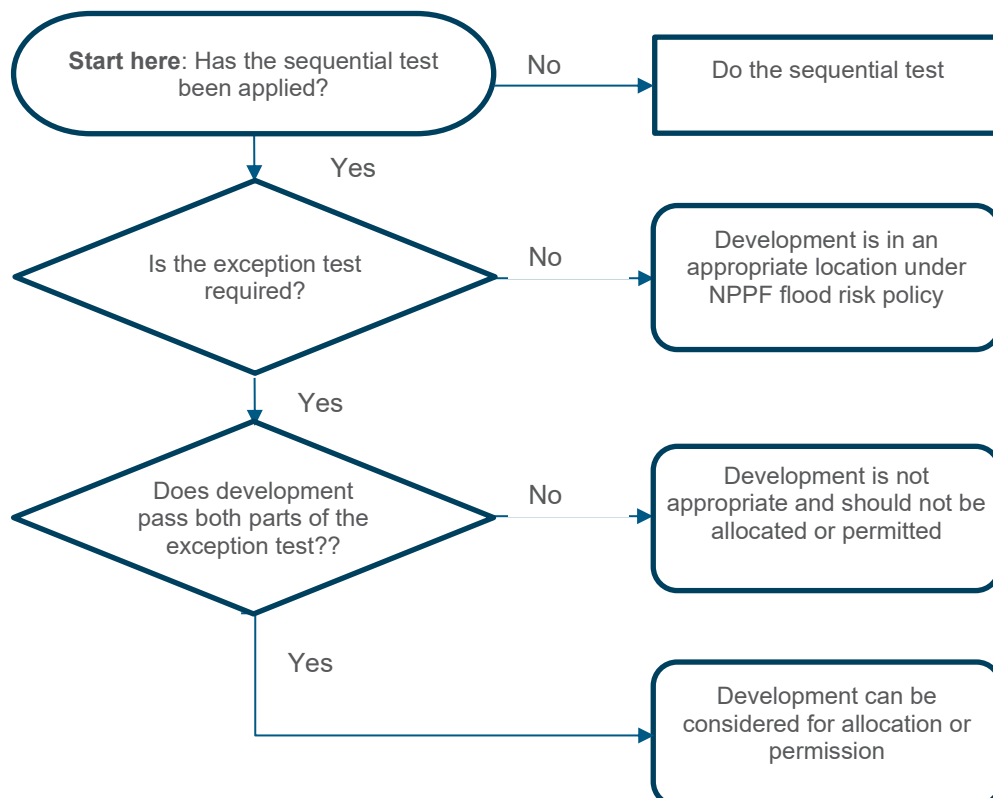 Start here: Has the sequential test
been applied?
No
Do the sequential test
Yes
Is the exception test
required?
No
Development is in an
appropriate location under
NPPF flood risk policy
Yes
Does development
pass both parts of the
exception test??
No
Development is not
appropriate and should not be
allocated or permitted
Yes
Development can be
considered for allocation or
permission